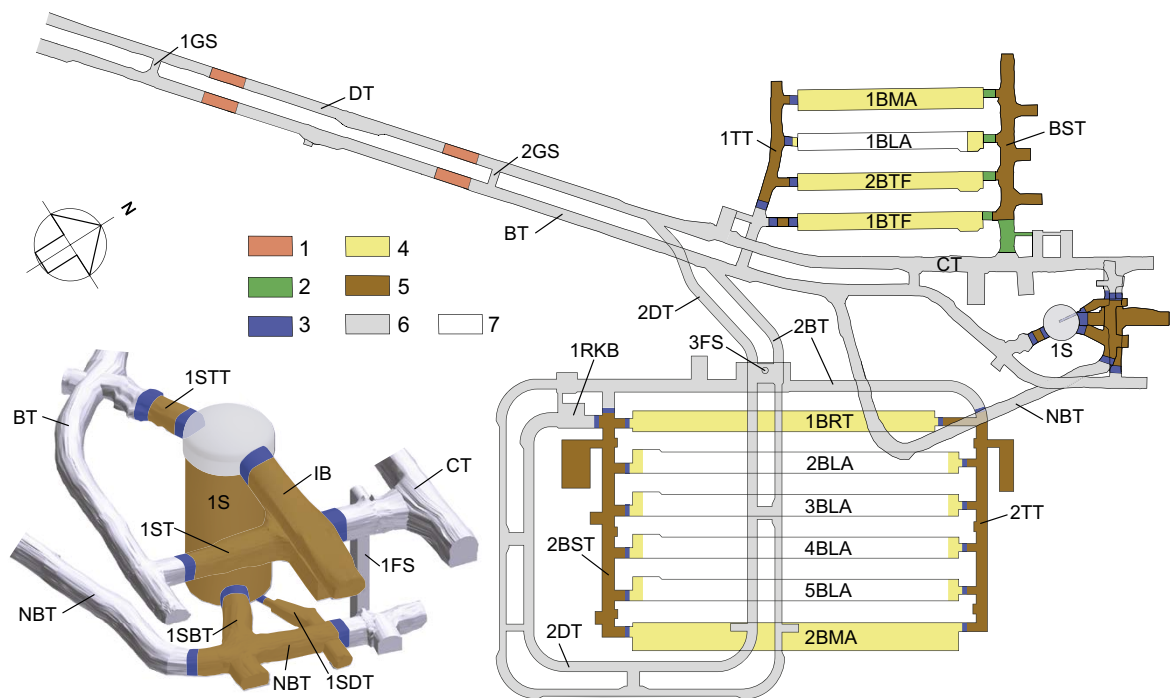 1GS
DT
2GS
BT
1TT
1BMA
1BLA
2BTF
1BTF
BST
CT
N
1 4
2 5
3 6 7
2DT
2BT
3FS
1RKB
1S
NBT
1BRT
2BLA
3BLA
4BLA
5BLA
2BMA
2BST
2TT
2DT
1STT
BT
1S
IB
CT
1ST
1FS
NBT
1SBT
NBT
1SDT